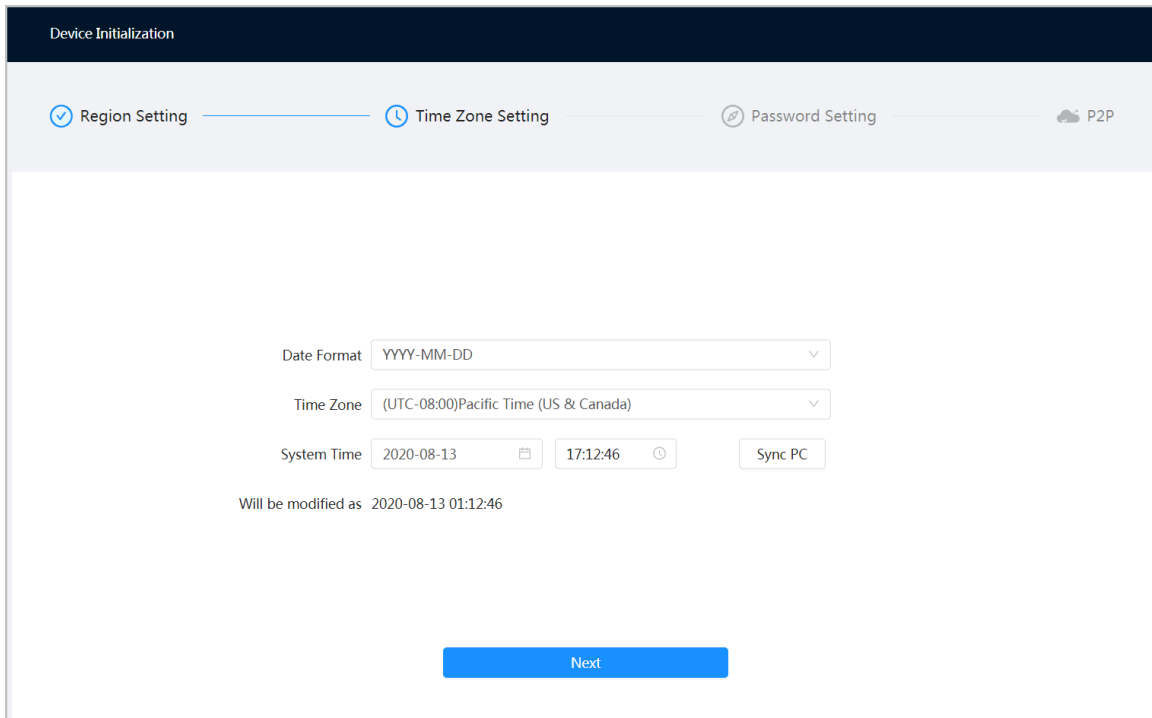 Device Initialization
Region Setting
Time Zone Setting
Password Setting
P2P
Date Format YYYY-MM-DD
Time Zone (UTC-08:00)Pacific Time (US & Canada)
System Time 2020-08-13 17:12:46 Sync PC
Will be modified as 2020-08-13 01:12:46
Next